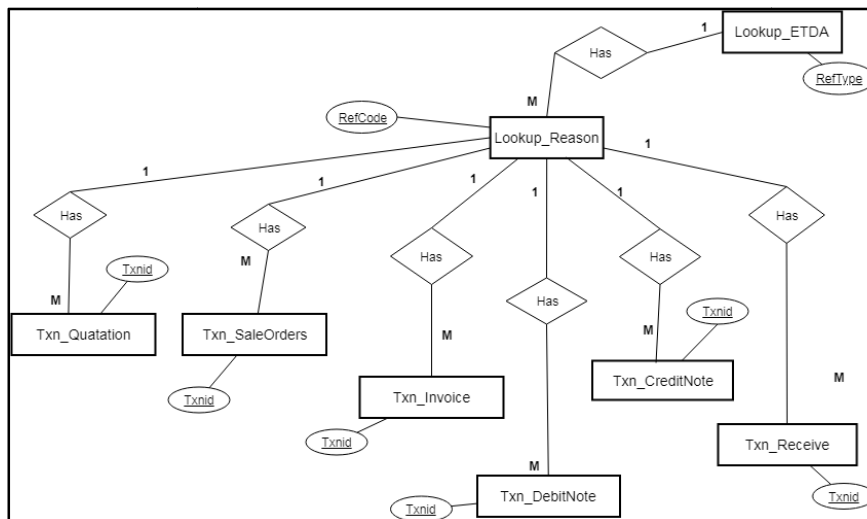 1
Lookup_ETDA
Has
RefType
M
RefCode
Lookup_Reason
1
1
1
1
1
1
Has
Has
Has
Has
Has
Has
Txnid
M
M
M
M
M
M
Txn_Quatation
Txn_SaleOrders
Txnid
Txnid
Txn_Invoice
Txn_CreditNote
Txnid
Txn_Receive
Txn_DebitNote
Txnid
Txnid